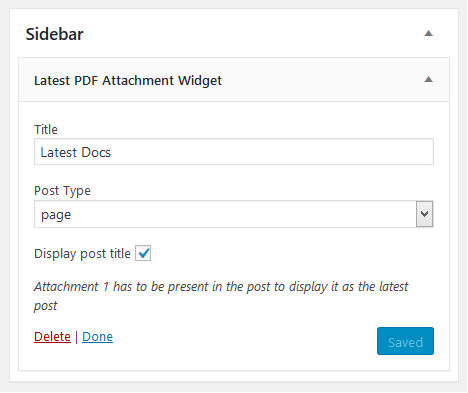 Sidebar
Latest PDF Attachment Widget
Title
Latest Docs
Post Type
page
Display post title
Attachment 1 has to be present in the post to display it as the latest
post
Delete | Done
Saved